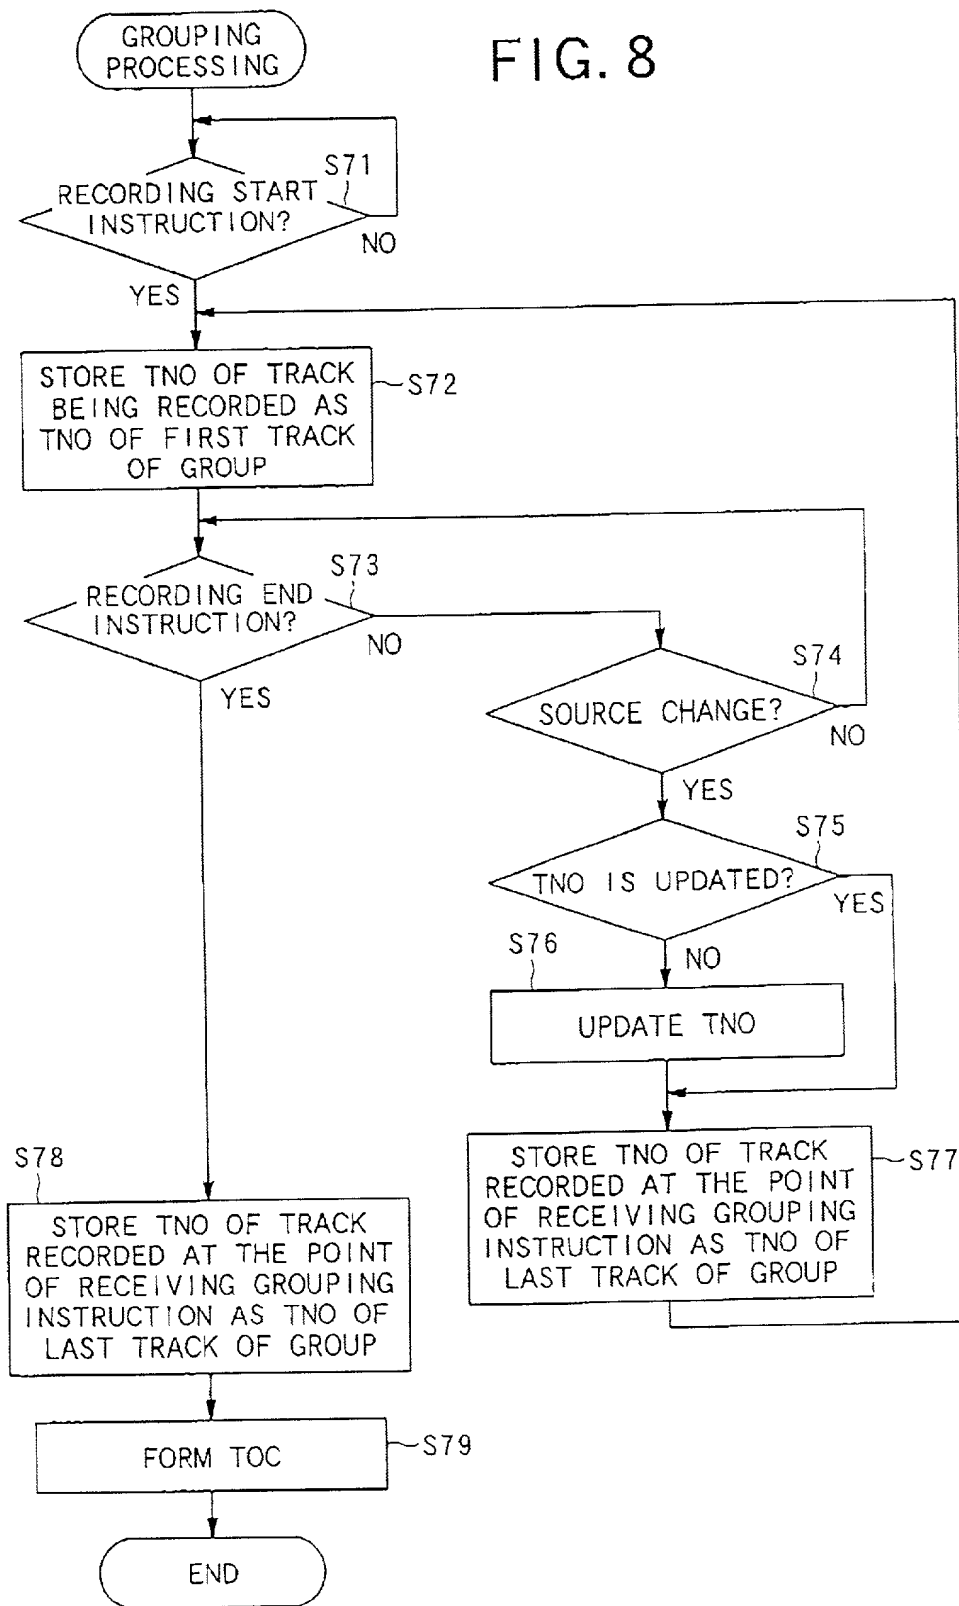 GROUPING
PROCESSING
FIG. 8
S71
RECORDING START
INSTRUCTION?
NO
YES
STORE TNO OF TRACK
BEING RECORDED AS
TNO OF FIRST TRACK
OF GROUP
S72
S73
RECORDING END
INSTRUCTION?
NO
YES
S74
SOURCE CHANGE?
NO
YES
S75
TNO IS UPDATED?
YES
NO
S76
UPDATE TNO
STORE TNO OF TRACK
RECORDED AT THE POINT
OF RECEIVING GROUPING
INSTRUCTION AS TNO OF
LAST TRACK OF GROUP
S77
S78
STORE TNO OF TRACK
RECORDED AT THE POINT
OF RECEIVING GROUPING
INSTRUCTION AS TNO OF
LAST TRACK OF GROUP
FORM TOC
S79
END